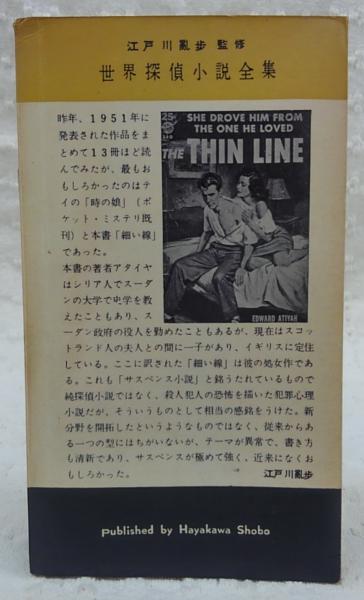 江戸川亂歩 監修
世界探偵小説全集
昨年、1951年に
発表された作品をま
とめて13冊ほど読
んでみたが、最もお
もしろかったのはテ
イの「時の娘」(ポ
ケット・ミステリ既
刊)と本書「細い線」
であった。
本書の著者アタイヤ
はシリア人でスーダ
ンの大学で史学を教
えたこともあり、ス
ーダン政府の役人を勤めたこともあるが、現在はスコッ
トランド人の夫人との間に一子があり、イギリスに定住
している。ここに訳された「細い線」は彼の処女作であ
る。これも「サスペンス小説」と銘うたれているもので
純探偵小説ではなく、殺人犯人の恐怖を描いた犯罪心理
小説だが、そういうものとして相当の感銘をうけた。新
分野を開拓したというようなものではなく、従来からあ
る一つの型にはちがいないが、テーマが異常で、書き方
も清新であり、サスペンスが極めて強く、近来になくお
もしろかった。
江戸川亂歩
25¢
SHE DROVE HIM FROM
THE ONE HE LOVED
THE THIN LINE
EDWARD ATIYAH
Published by Hayakawa Shobo